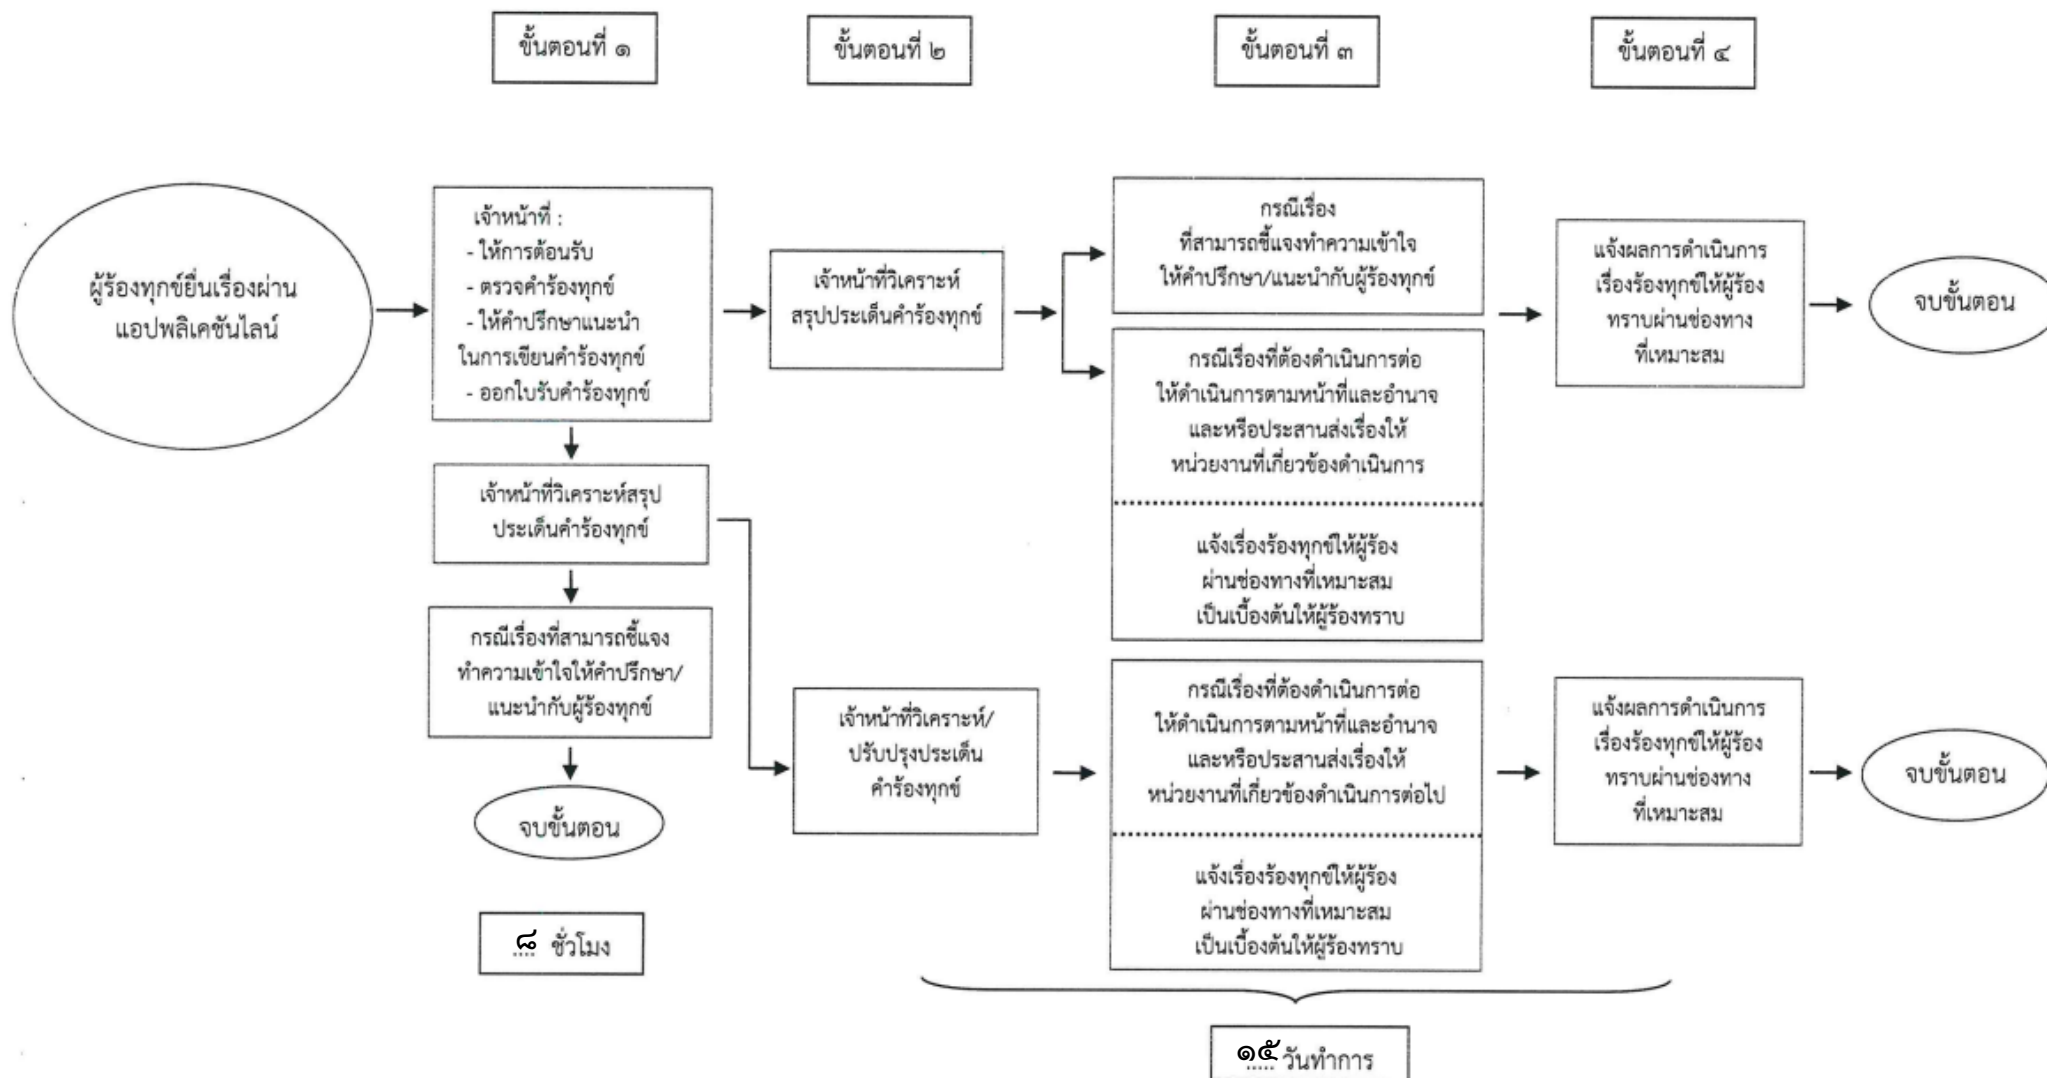 ขั้นตอนที่ ๑
ขั้นตอนที่ ๒
ขั้นตอนที่ ๓
ขั้นตอนที่ ๔
ผู้ร้องทุกข์ยื่นเรื่องผ่าน
แอปพลิเคชันไลน์
เจ้าหน้าที่ :
- ให้การต้อนรับ
- ตรวจคำร้องทุกข์
- ให้คำปรึกษาแนะนำ
ในการเขียนคำร้องทุกข์
- ออกใบรับคำร้องทุกข์
เจ้าหน้าที่วิเคราะห์
สรุปประเด็นคำร้องทุกข์
กรณีเรื่อง
ที่สามารถชี้แจงทำความเข้าใจ
ให้คำปรึกษา/แนะนำกับผู้ร้องทุกข์
กรณีเรื่องที่ต้องดำเนินการต่อ
ให้ดำเนินการตามหน้าที่และอำนาจ
และหรือประสานส่งเรื่องให้
หน่วยงานที่เกี่ยวข้องดำเนินการ
แจ้งเรื่องร้องทุกข์ให้ผู้ร้อง
ผ่านช่องทางที่เหมาะสม
เป็นเบื้องต้นให้ผู้ร้องทราบ
แจ้งผลการดำเนินการ
เรื่องร้องทุกข์ให้ผู้ร้อง
ทราบผ่านช่องทาง
ที่เหมาะสม
จบขั้นตอน
เจ้าหน้าที่วิเคราะห์สรุป
ประเด็นคำร้องทุกข์
กรณีเรื่องที่สามารถชี้แจง
ทำความเข้าใจให้คำปรึกษา/
แนะนำกับผู้ร้องทุกข์
จบขั้นตอน
๘ ชั่วโมง
เจ้าหน้าที่วิเคราะห์/
ปรับปรุงประเด็น
คำร้องทุกข์
กรณีเรื่องที่ต้องดำเนินการต่อ
ให้ดำเนินการตามหน้าที่และอำนาจ
และหรือประสานส่งเรื่องให้
หน่วยงานที่เกี่ยวข้องดำเนินการต่อไป
แจ้งเรื่องร้องทุกข์ให้ผู้ร้อง
ผ่านช่องทางที่เหมาะสม
เป็นเบื้องต้นให้ผู้ร้องทราบ
แจ้งผลการดำเนินการ
เรื่องร้องทุกข์ให้ผู้ร้อง
ทราบผ่านช่องทาง
ที่เหมาะสม
จบขั้นตอน
๑๕ วันทำการ